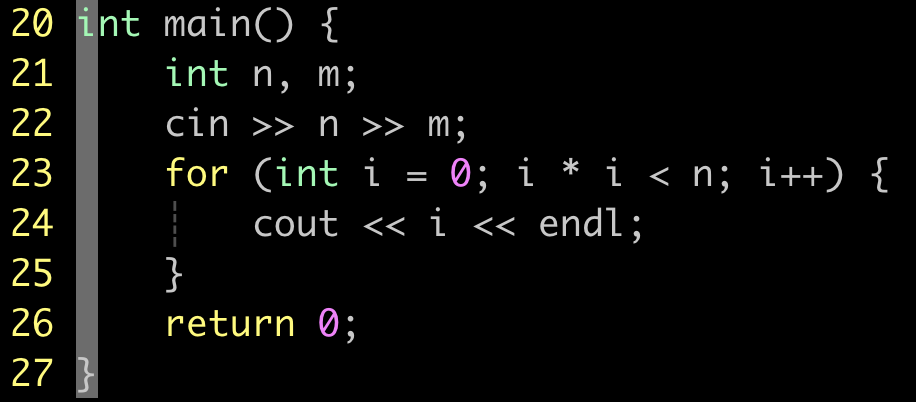 20 int main() {
21     int n, m;
22     cin >> n >> m;
23     for (int i = 0; i * i < n; i++) {
24         cout << i << endl;
25     }
26     return 0;
27 }